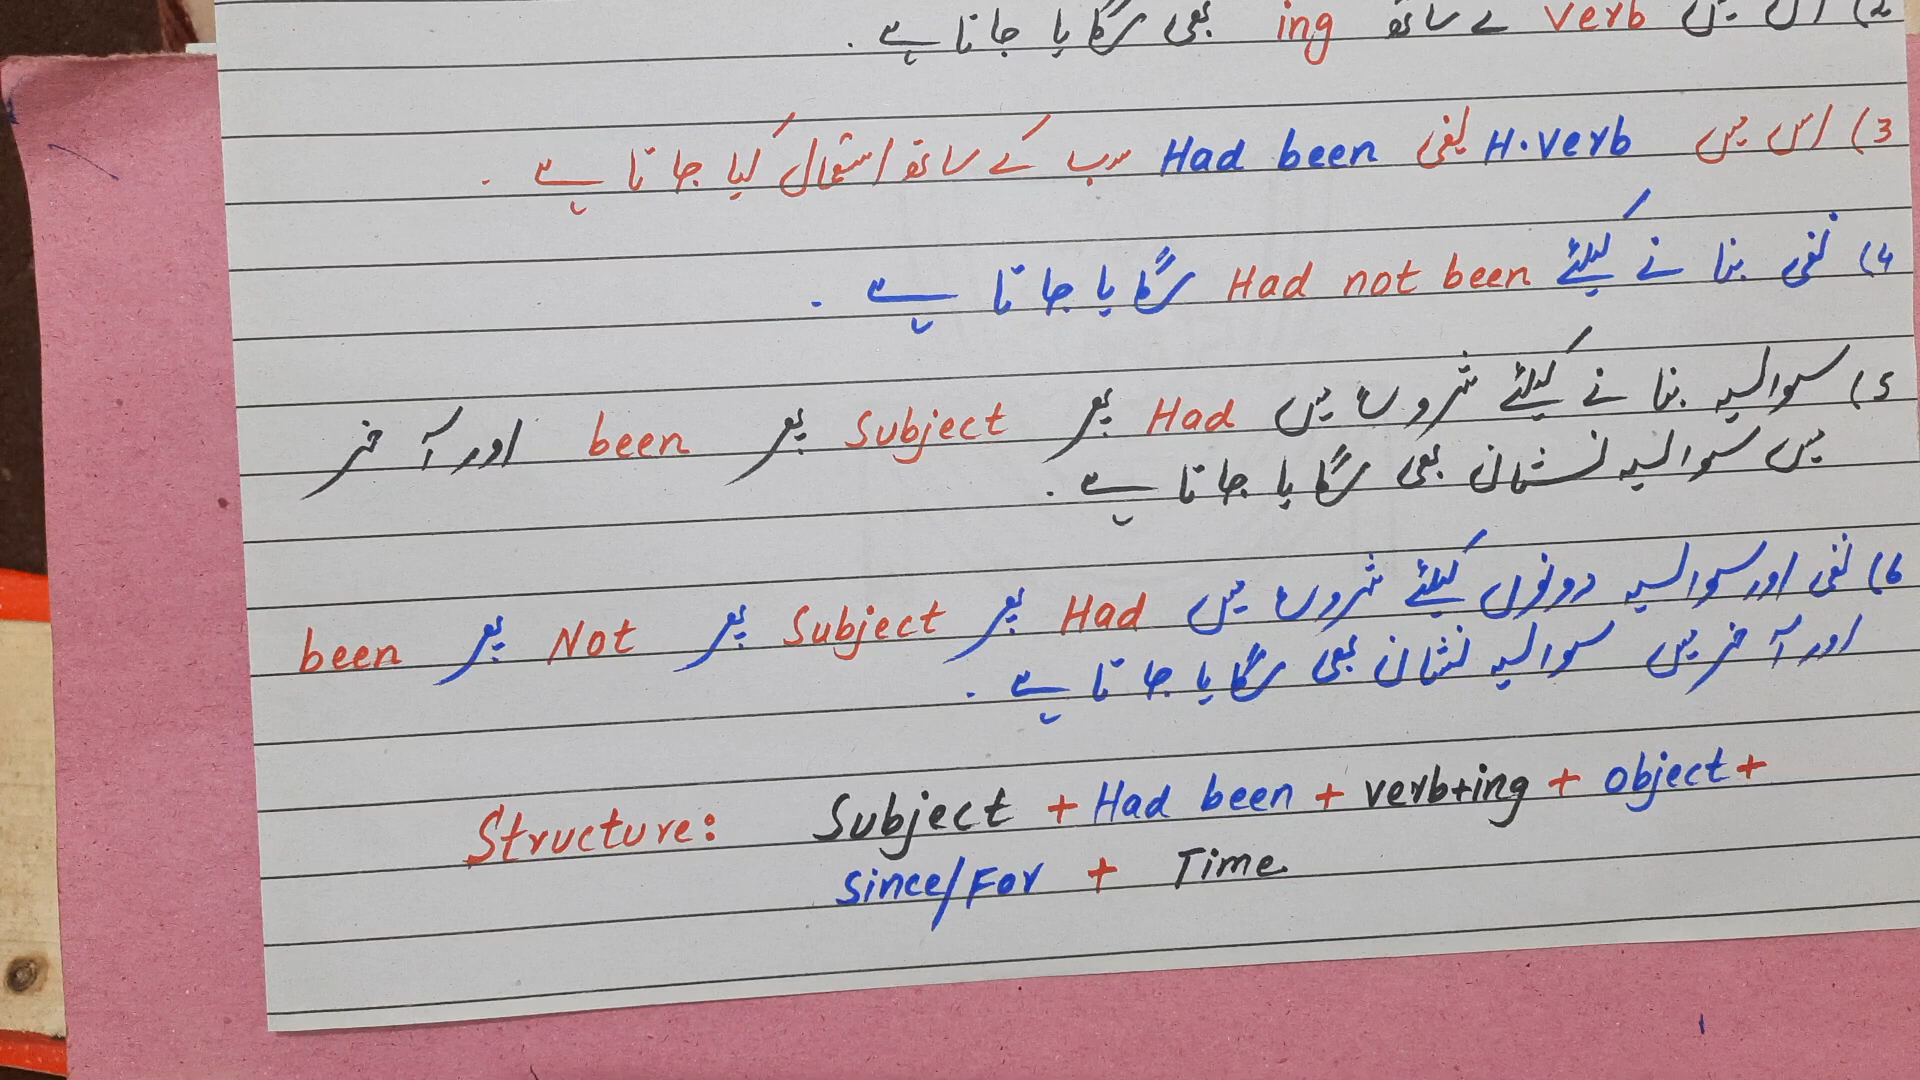 2) اس میں verb کے ساتھ ing بھی لگایا جاتا ہے .
3) اس میں H.verb یعنی Had been سب کے ساتھ استعمال کیا جاتا ہے .
4) نفی بنانے کیلئے Had not been لگایا جاتا ہے .
5) سوالیہ بنانے کیلئے شروع میں Had پھر Subject پھر been اور آخر
میں سوالیہ نشان بھی لگایا جاتا ہے .
6) نفی اور سوالیہ دونوں کیلئے شروع میں Had پھر Subject پھر Not پھر been
اور آخر میں سوالیہ نشان بھی لگایا جاتا ہے .
Structure: Subject + Had been + verb+ing + object +
Since/For + Time.